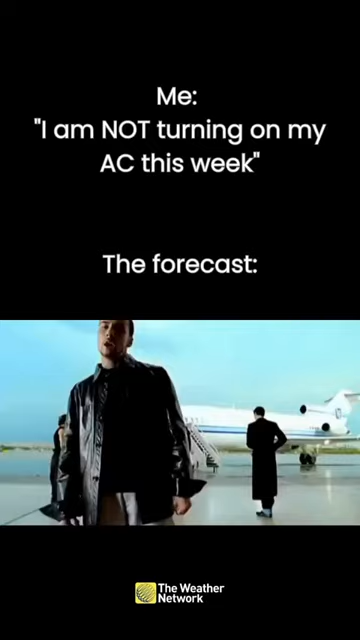 Me:
"I am NOT turning on my
AC this week"
The forecast:
The Weather
Network